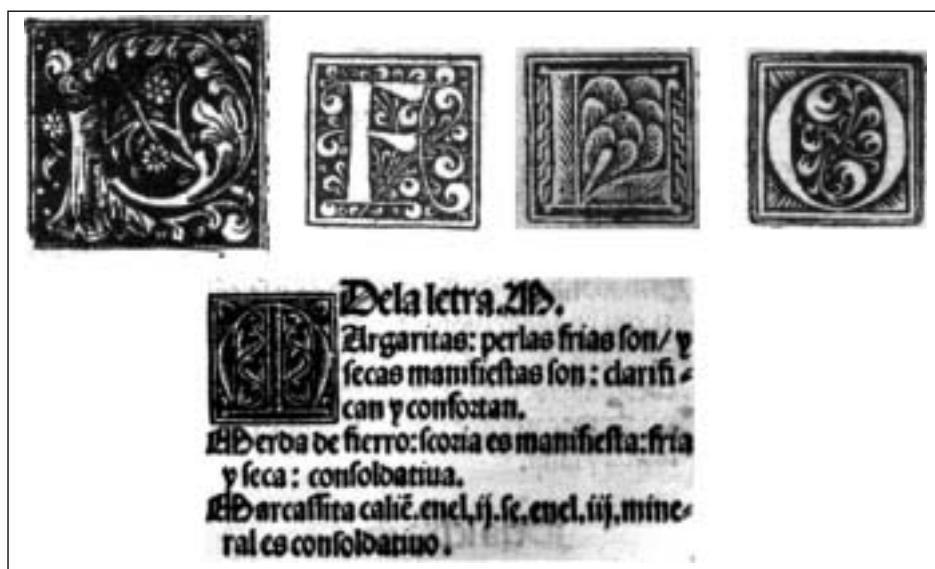 P F O
Dela letra. M.
M Argaritas: perlas frias ſon/ y
ſecas manifieſtas ſon: clarifi⸗
can y confortan.
Merda de fierro: ſcoria es manifieſta: fria
y ſeca: conſoldatiua.
Marcaſſita calic̃. enel. ij. ſe. enel. iij. mine⸗
ral es conſoldatiuo.